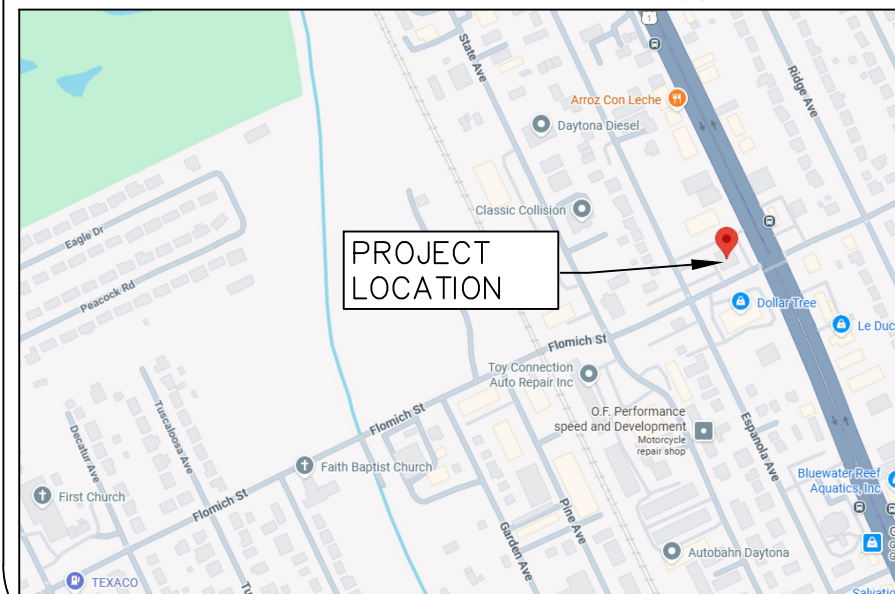 1
State Ave
Ridge Ave
Arroz Con Leche
Daytona Diesel
Classic Collision
Eagle Dr
PROJECT
LOCATION
Peacock Rd
Dollar Tree
Le Duc
Flomich St
Toy Connection
Auto Repair Inc
Tuscaloosa Ave
Decatur Ave
Flomich St
O.F. Performance
speed and Development
Motorcycle
repair shop
Espanola Ave
Faith Baptist Church
Bluewater Reef
Aquatics, Inc
First Church
Flomich St
Pine Ave
Garden Ave
Autobahn Daytona
TEXACO
Tu
Salvatio